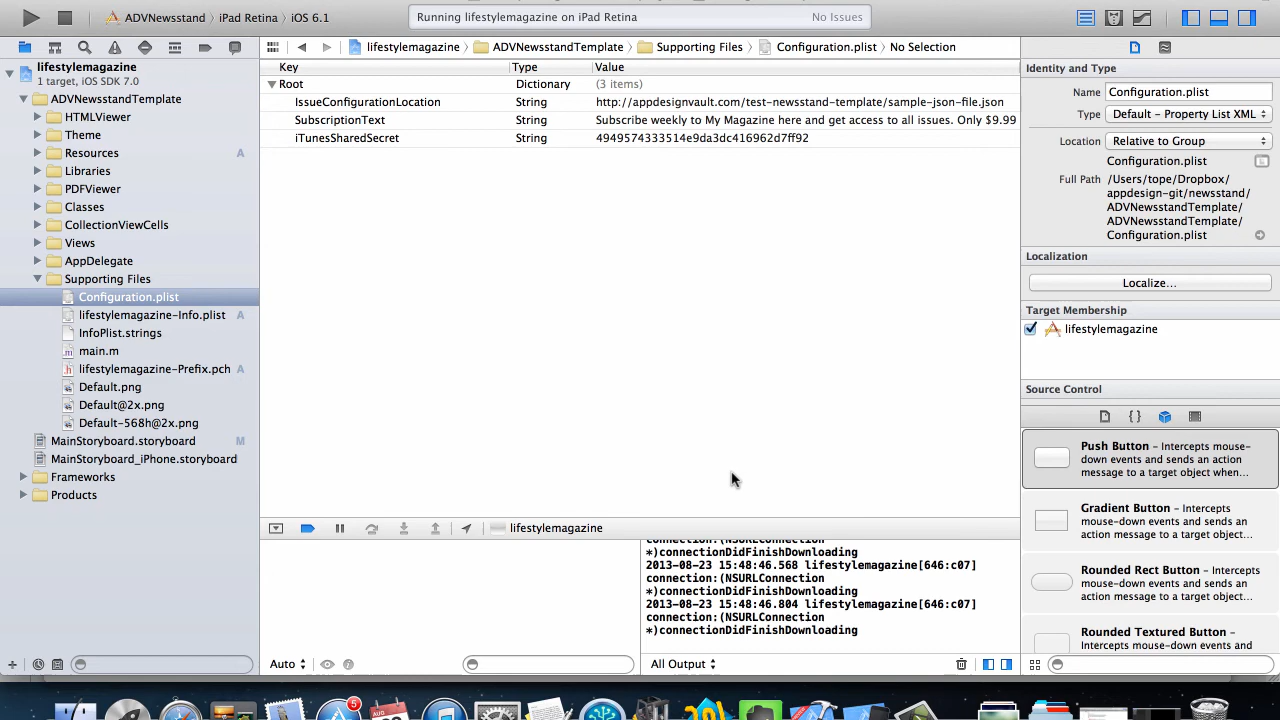 ADVNewsstand
iPad Retina
iOS 6.1
Running lifestylemagazine on iPad Retina
No Issues
lifestylemagazine
1 target, iOS SDK 7.0
ADVNewsstandTemplate
HTMLViewer
Theme
Resources A
Libraries
PDFViewer
Classes
CollectionViewCells
Views
AppDelegate
Supporting Files
Configuration.plist
lifestylemagazine-Info.plist A
InfoPlist.strings
main.m
lifestylemagazine-Prefix.pch A
Default.png
Default@2x.png
Default-568h@2x.png
MainStoryboard.storyboard M
MainStoryboard_iPhone.storyboard
Frameworks
Products
lifestylemagazine
ADVNewsstandTemplate
Supporting Files
Configuration.plist
No Selection
Key Type Value
Root Dictionary (3 items)
IssueConfigurationLocation String http://appdesignvault.com/test-newsstand-template/sample-json-file.json
SubscriptionText String Subscribe weekly to My Magazine here and get access to all issues. Only $9.99
iTunesSharedSecret String 4949574333514e9da3dc416962d7ff92
lifestylemagazine
connection:(NSURLConnection
*)connectionDidFinishDownloading
2013-08-23 15:48:46.568 lifestylemagazine[646:c07]
connection:(NSURLConnection
*)connectionDidFinishDownloading
2013-08-23 15:48:46.804 lifestylemagazine[646:c07]
connection:(NSURLConnection
*)connectionDidFinishDownloading
Auto
All Output
Identity and Type
Name Configuration.plist
Type Default - Property List XML
Location Relative to Group
Configuration.plist
Full Path /Users/tope/Dropbox/
appdesign-git/newsstand/
ADVNewsstandTemplate/
ADVNewsstandTemplate/
Configuration.plist
Localization
Localize...
Target Membership
lifestylemagazine
Source Control
Push Button – Intercepts mouse-
down events and sends an action
message to a target object when...
Gradient Button – Intercepts
mouse-down events and sends an
action message to a target object...
Rounded Rect Button – Intercepts
mouse-down events and sends an
action message to a target object...
Rounded Textured Button –
Intercepts mouse-down events and
5
AUG